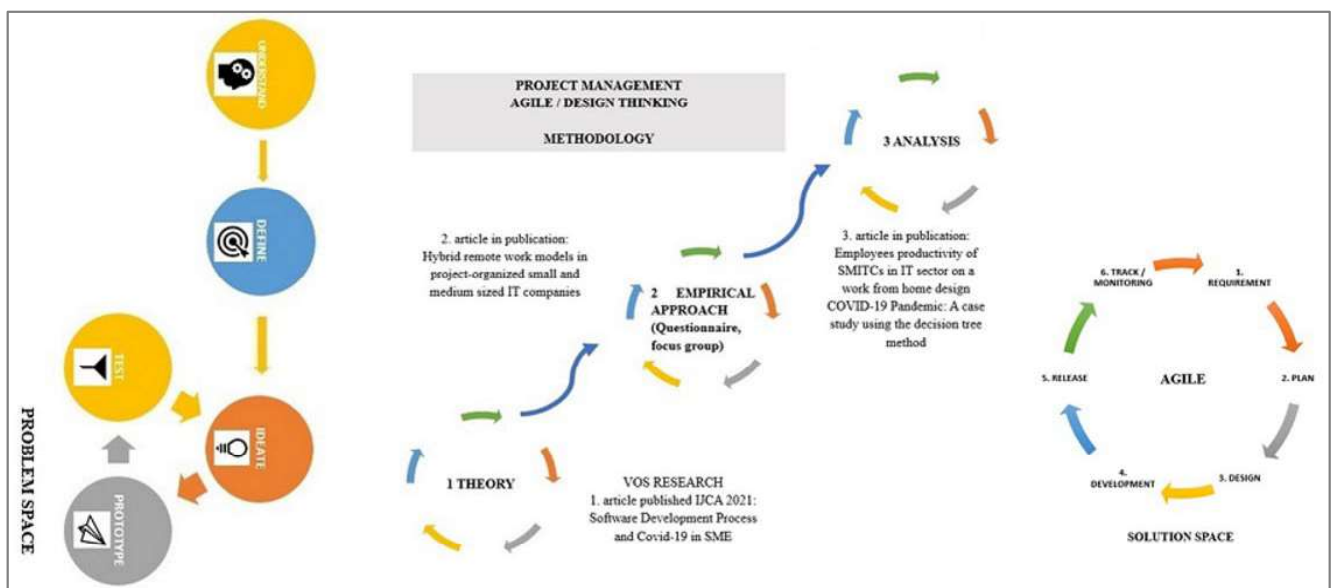 UNDERSTAND
DEFINE
IDEATE
PROTOTYPE
TEST
PROBLEM SPACE
PROJECT MANAGEMENT
AGILE / DESIGN THINKING
METHODOLOGY
1 THEORY
VOS RESEARCH
1. article published IJCA 2021:
Software Development Process
and Covid-19 in SME
2. article in publication:
Hybrid remote work models in
project-organized small and
medium sized IT companies
2 EMPIRICAL
APPROACH
(Questionnaire,
focus group)
3 ANALYSIS
3. article in publication:
Employees productivity of
SMITCs in IT sector on a
work from home design
COVID-19 Pandemic: A case
study using the decision tree
method
AGILE
1.
REQUIREMENT
2. PLAN
3. DESIGN
4.
DEVELOPMENT
5. RELEASE
6. TRACK /
MONITORING
SOLUTION SPACE